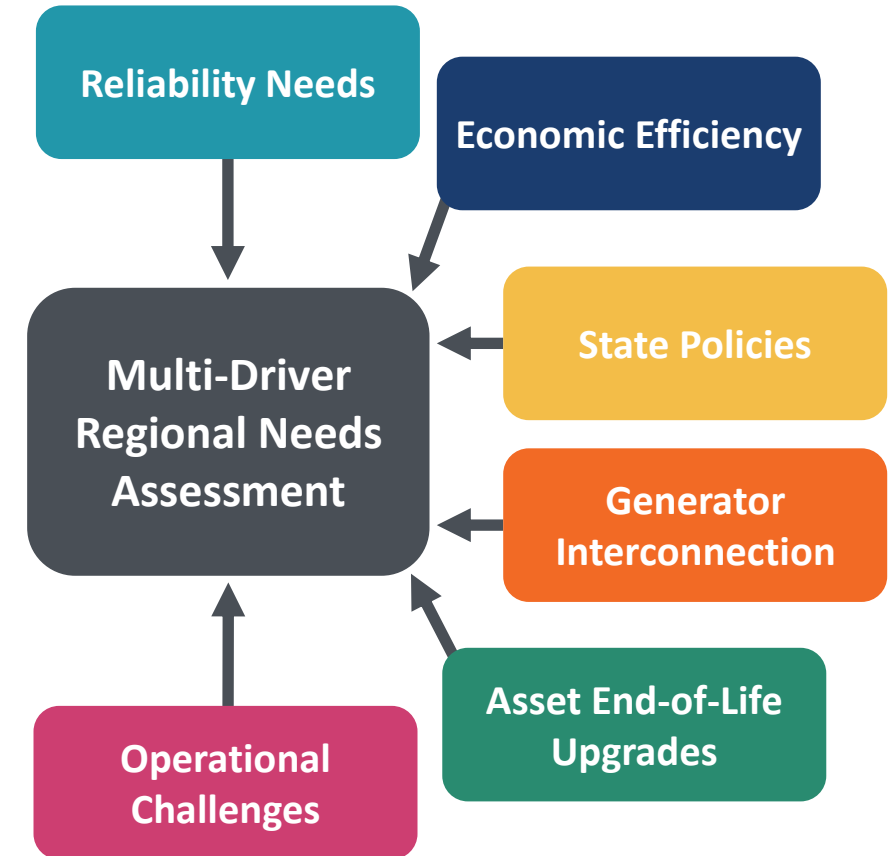 Reliability Needs
Economic Efficiency
State Policies
Multi-Driver
Regional Needs
Assessment
Generator
Interconnection
Asset End-of-Life
Upgrades
Operational
Challenges